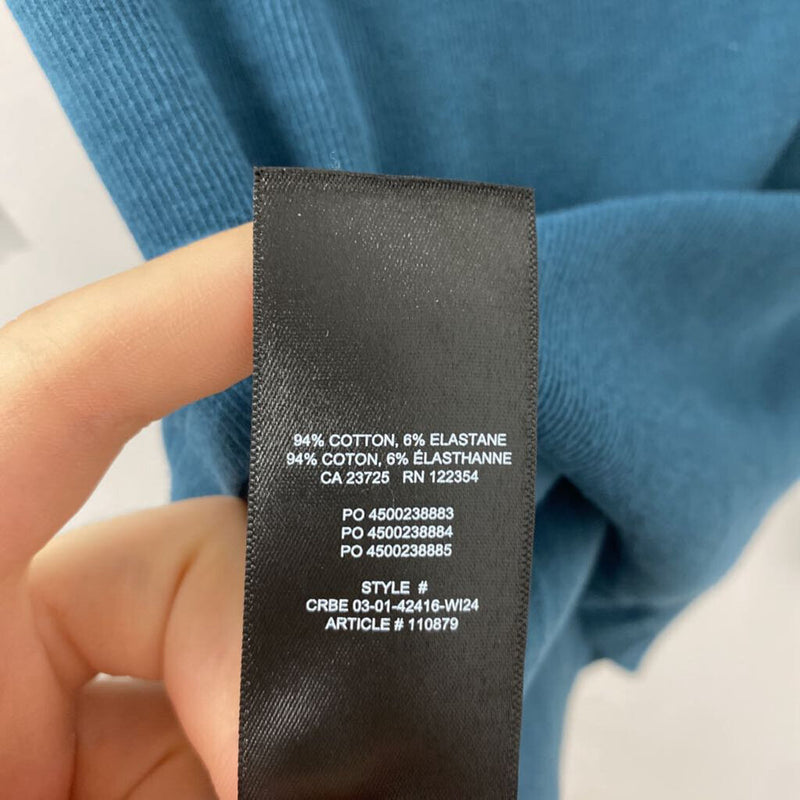 94% COTTON, 6% ELASTANE
94% COTON, 6% ÉLASTHANNE
CA 23725 RN 122354
PO 4500238883
PO 4500238884
PO 4500238885
STYLE #
CRBE 03-01-42416-WI24
ARTICLE # 110879